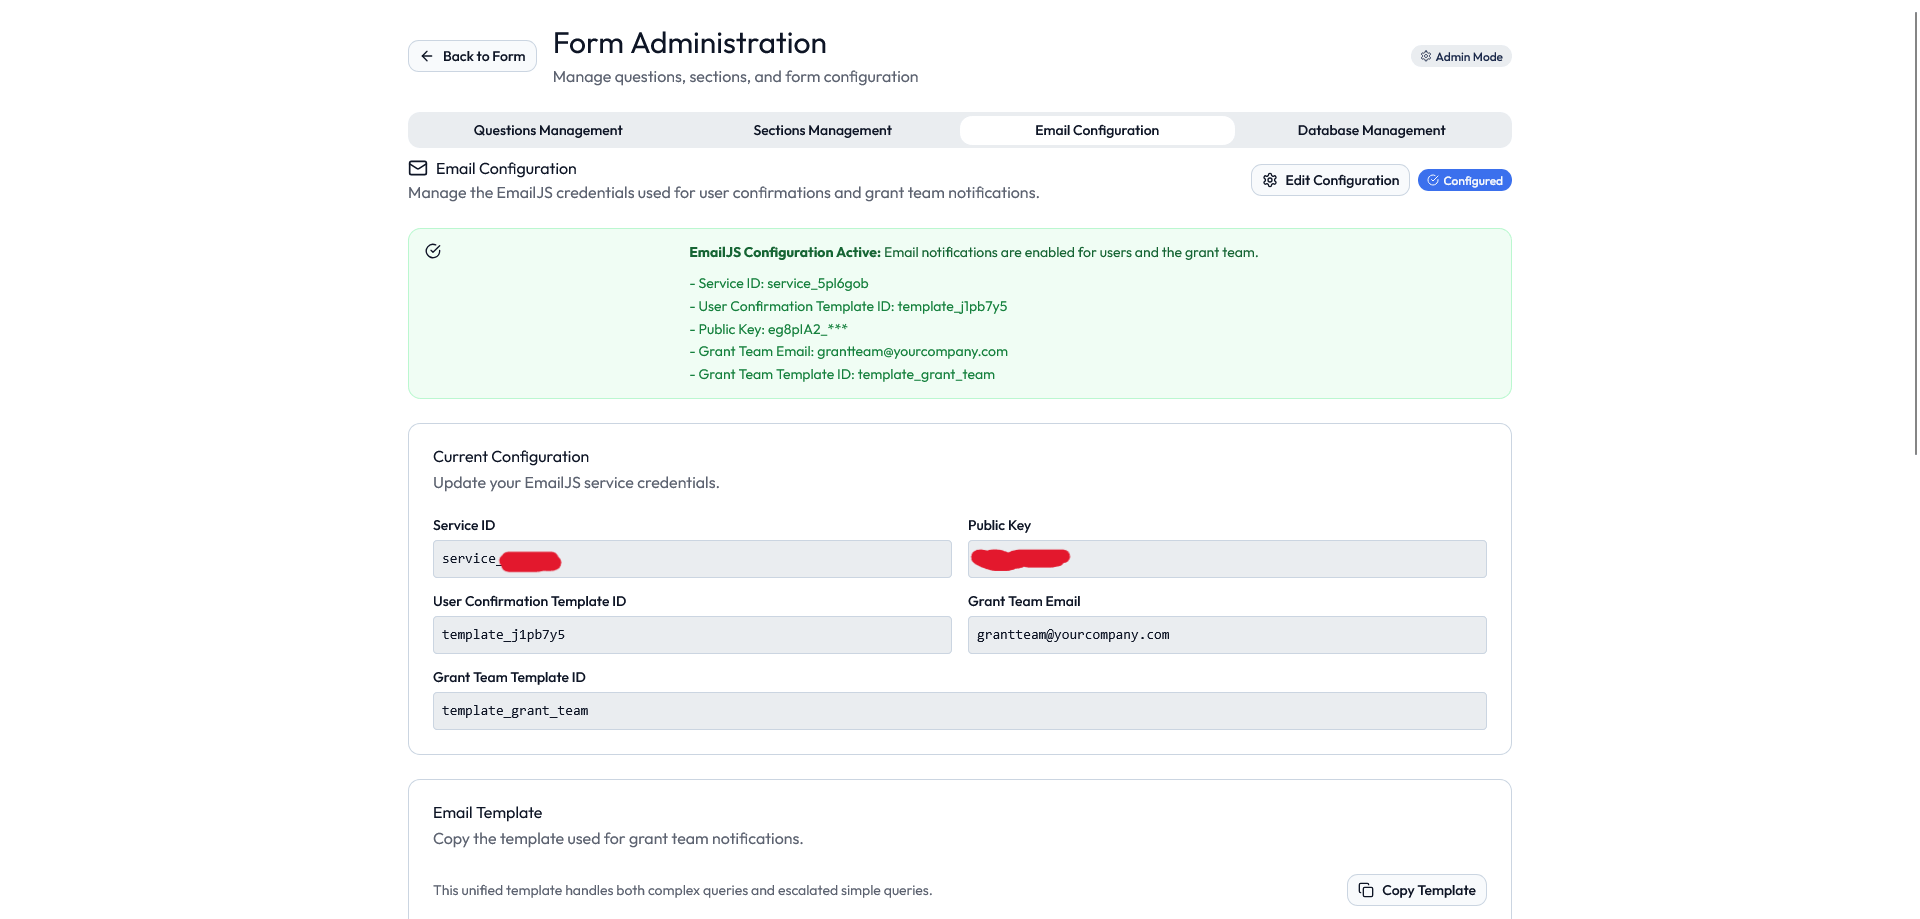 Back to Form
Form Administration
Manage questions, sections, and form configuration
Admin Mode
Questions Management
Sections Management
Email Configuration
Database Management
Email Configuration
Manage the EmailJS credentials used for user confirmations and grant team notifications.
Edit Configuration
Configured
EmailJS Configuration Active: Email notifications are enabled for users and the grant team.
- Service ID: service_5pl6gob
- User Confirmation Template ID: template_j1pb7y5
- Public Key: eg8pIA2_***
- Grant Team Email: grantteam@yourcompany.com
- Grant Team Template ID: template_grant_team
Current Configuration
Update your EmailJS service credentials.
Service ID
Public Key
service_
User Confirmation Template ID
Grant Team Email
template_j1pb7y5
grantteam@yourcompany.com
Grant Team Template ID
template_grant_team
Email Template
Copy the template used for grant team notifications.
This unified template handles both complex queries and escalated simple queries.
Copy Template